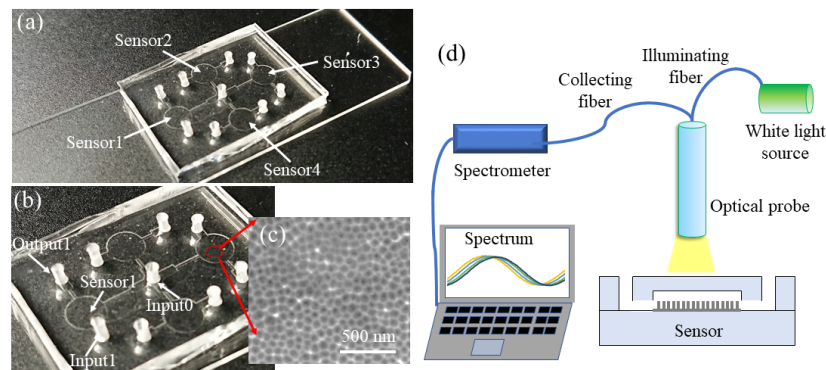 (a)
Sensor2
Sensor3
Sensor1
Sensor4
(b)
Output1
Sensor1
Input0
Input1
(c)
500 nm
(d)
Illuminating
fiber
Collecting
fiber
White light
source
Spectrometer
Optical probe
Spectrum
Sensor